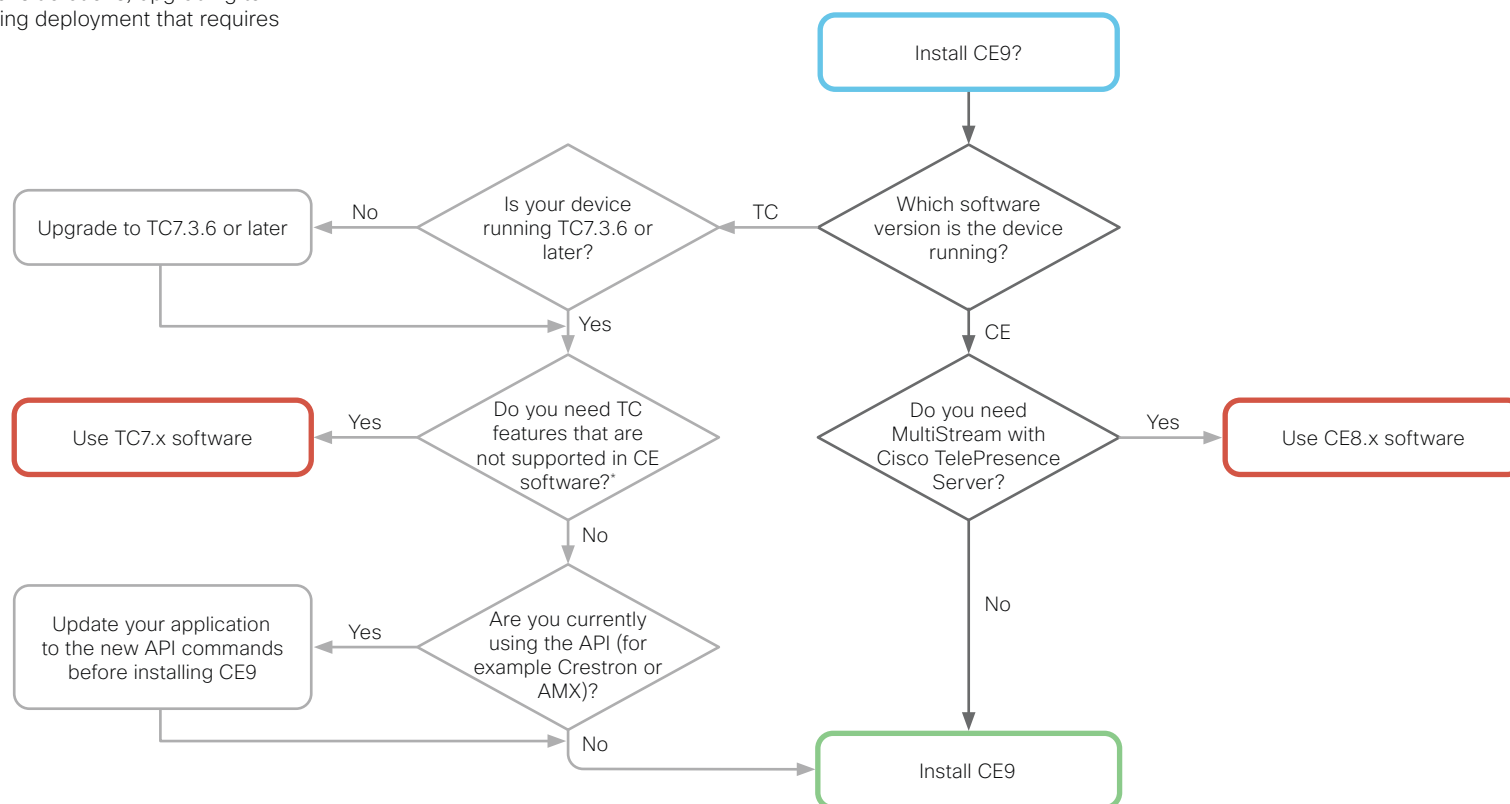 ing deployment that requires
Install CE9?
Which software
version is the device
running?
TC
Is your device
running TC7.3.6 or
later?
No
Upgrade to TC7.3.6 or later
Yes
CE
Do you need TC
features that are
not supported in CE
software?*
Yes
Use TC7.x software
Do you need
MultiStream with
Cisco TelePresence
Server?
Yes
Use CE8.x software
No
No
Are you currently
using the API (for
example Crestron or
AMX)?
Yes
Update your application
to the new API commands
before installing CE9
No
Install CE9